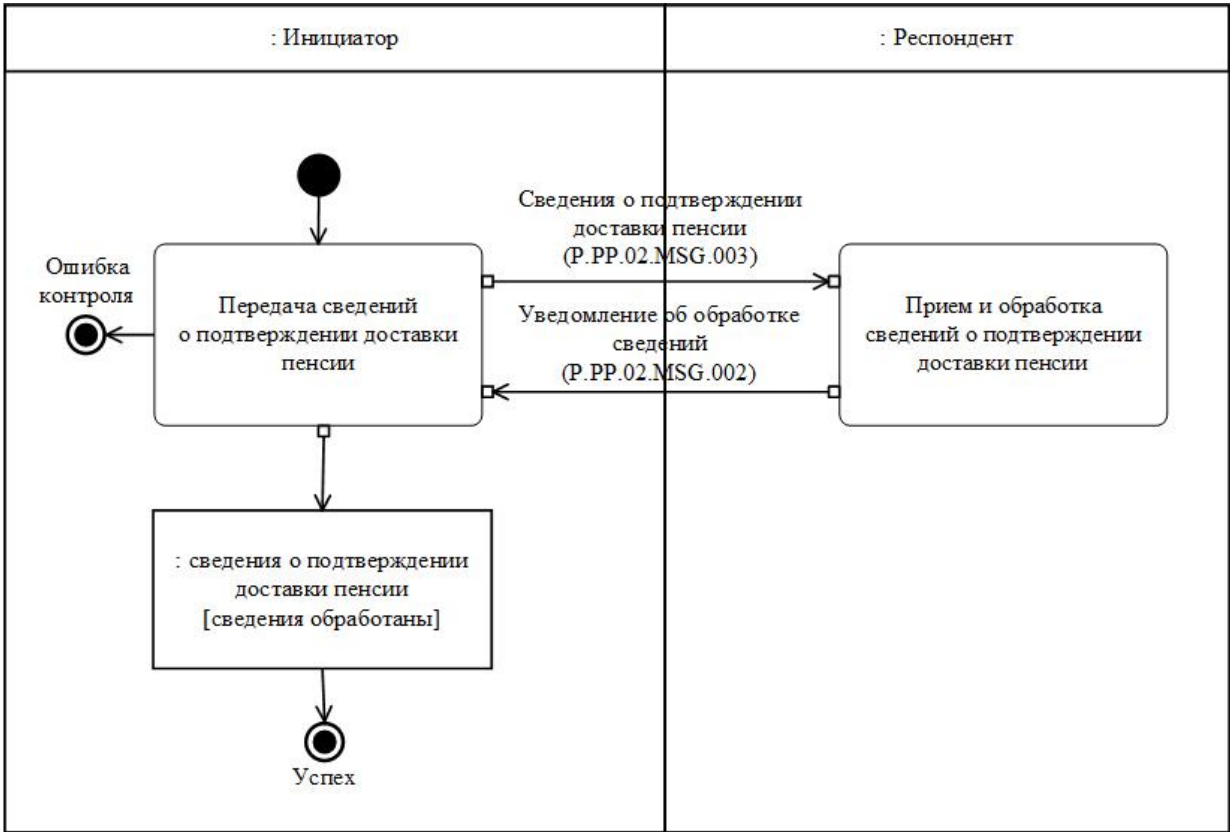 : Инициатор
: Респондент
Сведения о подтверждении
доставки пенсии
(P.PP.02.MSG.003)
Ошибка
контроля
Передача сведений
о подтверждении доставки
пенсии
Уведомление об обработке
сведений
(P.PP.02.MSG.002)
Прием и обработка
сведений о подтверждении
доставки пенсии
: сведения о подтверждении
доставки пенсии
[сведения обработаны]
Успех